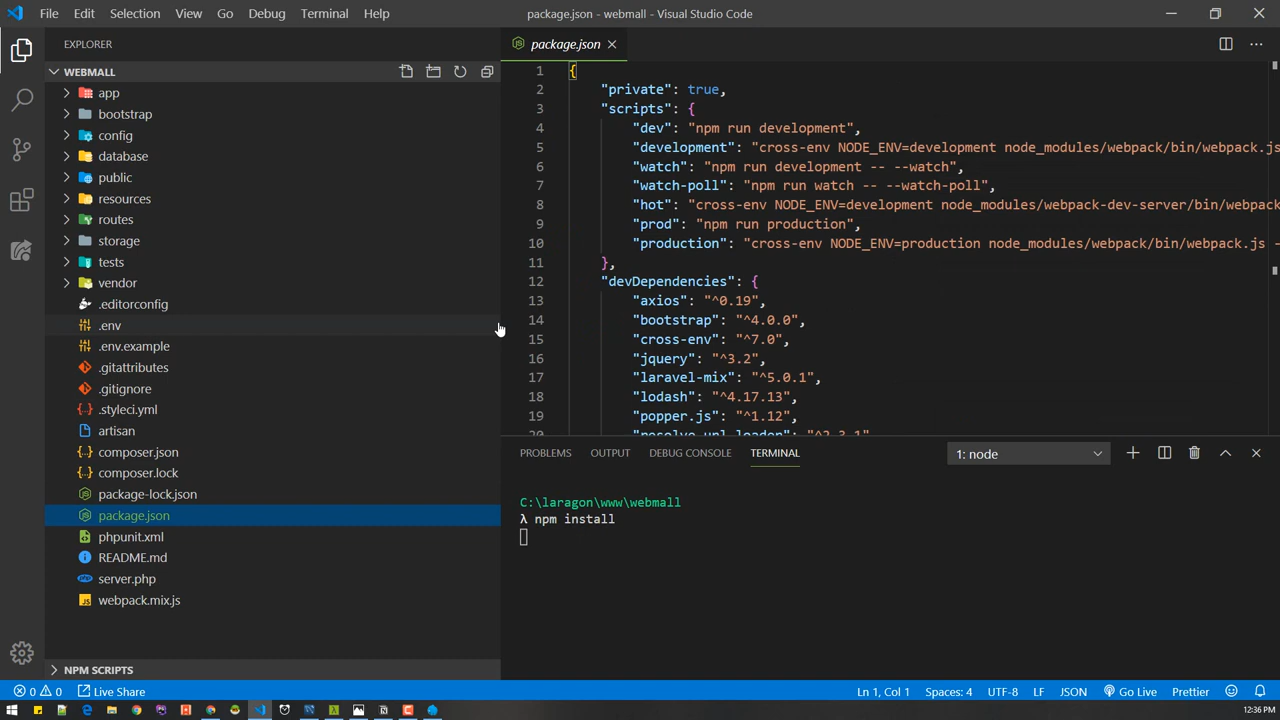 File Edit Selection View Go Debug Terminal Help
package.json - webmall - Visual Studio Code
EXPLORER
WEBMALL
app
bootstrap
config
database
public
resources
routes
storage
tests
vendor
.editorconfig
.env
.env.example
.gitattributes
.gitignore
.styleci.yml
artisan
composer.json
composer.lock
package-lock.json
package.json
phpunit.xml
README.md
server.php
webpack.mix.js
NPM SCRIPTS
package.json
1 {
2 "private": true,
3 "scripts": {
4 "dev": "npm run development",
5 "development": "cross-env NODE_ENV=development node_modules/webpack/bin/webpack.js
6 "watch": "npm run development -- --watch",
7 "watch-poll": "npm run watch -- --watch-poll",
8 "hot": "cross-env NODE_ENV=development node_modules/webpack-dev-server/bin/webpack
9 "prod": "npm run production",
10 "production": "cross-env NODE_ENV=production node_modules/webpack/bin/webpack.js -
11 },
12 "devDependencies": {
13 "axios": "^0.19",
14 "bootstrap": "^4.0.0",
15 "cross-env": "^7.0",
16 "jquery": "^3.2",
17 "laravel-mix": "^5.0.1",
18 "lodash": "^4.17.13",
19 "popper.js": "^1.12",
20 "resolve-url-loader": "^2.3.1"
PROBLEMS OUTPUT DEBUG CONSOLE TERMINAL
1: node
C:\laragon\www\webmall
λ npm install
0 0 Live Share
Ln 1, Col 1 Spaces: 4 UTF-8 LF JSON Go Live Prettier
12:36 PM